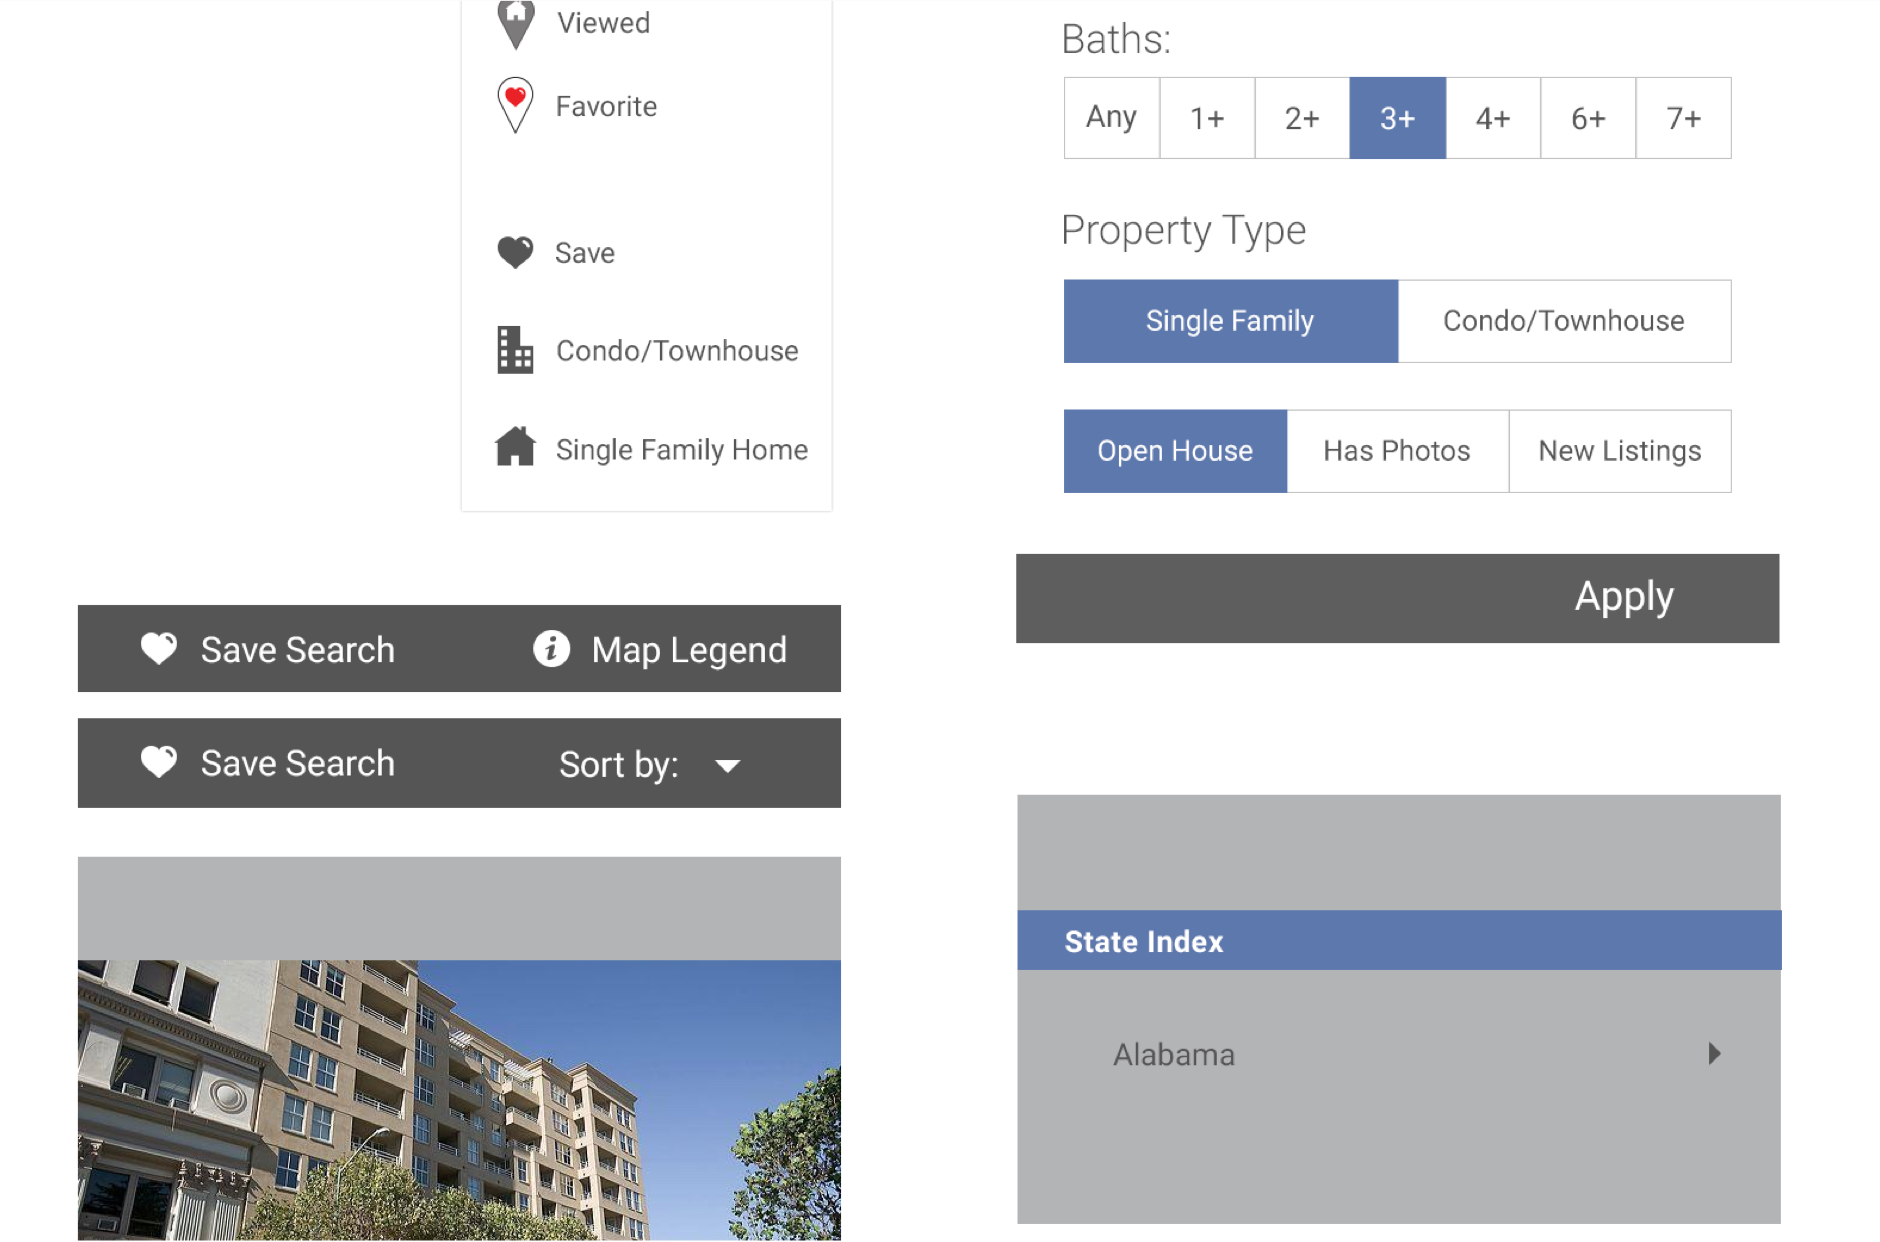 Viewed
Favorite
Save
Condo/Townhouse
Single Family Home
Save Search
Map Legend
Save Search
Sort by:
Baths:
Any 1+ 2+ 3+ 4+ 6+ 7+
Property Type
Single Family Condo/Townhouse
Open House Has Photos New Listings
Apply
State Index
Alabama